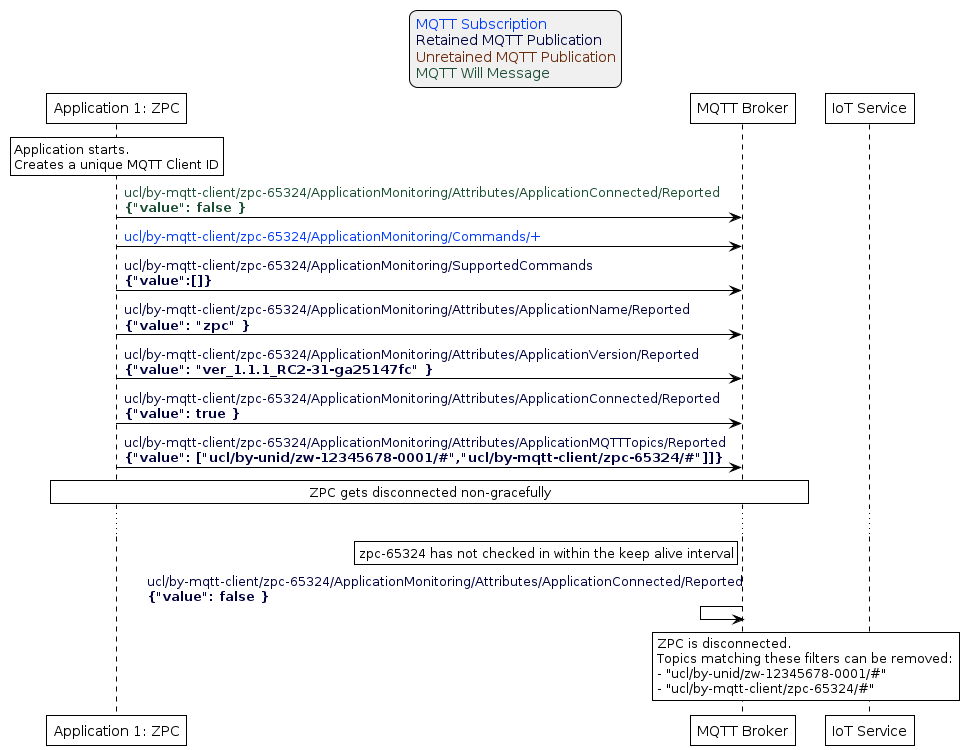 MQTT Subscription
Retained MQTT Publication
Unretained MQTT Publication
MQTT Will Message
Application 1: ZPC
MQTT Broker
IoT Service
Application starts.
Creates a unique MQTT Client ID
ucl/by-mqtt-client/zpc-65324/ApplicationMonitoring/Attributes/ApplicationConnected/Reported
{"value": false }
ucl/by-mqtt-client/zpc-65324/ApplicationMonitoring/Commands/+
ucl/by-mqtt-client/zpc-65324/ApplicationMonitoring/SupportedCommands
{"value":[]}
ucl/by-mqtt-client/zpc-65324/ApplicationMonitoring/Attributes/ApplicationName/Reported
{"value": "zpc" }
ucl/by-mqtt-client/zpc-65324/ApplicationMonitoring/Attributes/ApplicationVersion/Reported
{"value": "ver_1.1.1_RC2-31-ga25147fc" }
ucl/by-mqtt-client/zpc-65324/ApplicationMonitoring/Attributes/ApplicationConnected/Reported
{"value": true }
ucl/by-mqtt-client/zpc-65324/ApplicationMonitoring/Attributes/ApplicationMQTTTopics/Reported
{"value": ["ucl/by-unid/zw-12345678-0001/#","ucl/by-mqtt-client/zpc-65324/#"]]}
ZPC gets disconnected non-gracefully
zpc-65324 has not checked in within the keep alive interval
ucl/by-mqtt-client/zpc-65324/ApplicationMonitoring/Attributes/ApplicationConnected/Reported
{"value": false }
ZPC is disconnected.
Topics matching these filters can be removed:
- "ucl/by-unid/zw-12345678-0001/#"
- "ucl/by-mqtt-client/zpc-65324/#"
Application 1: ZPC
MQTT Broker
IoT Service